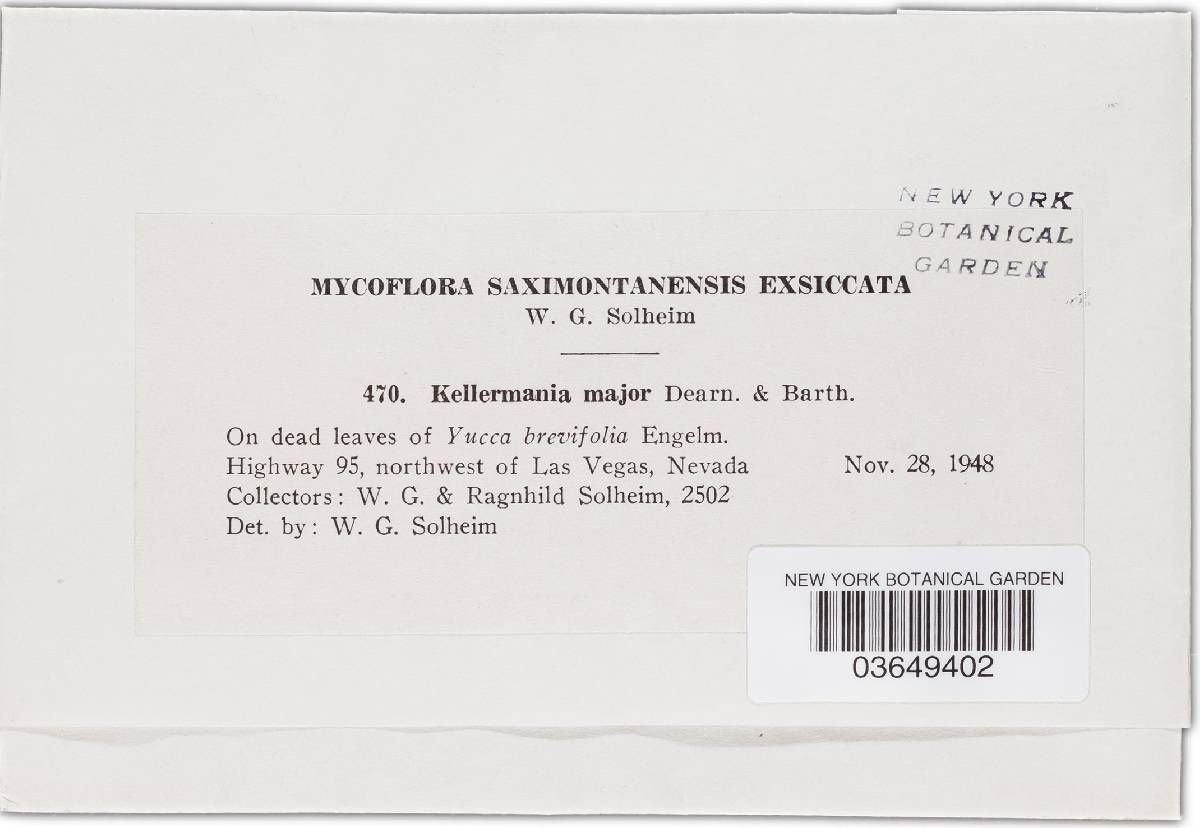 NEW YORK
BOTANICAL
GARDEN
MYCOFLORA SAXIMONTANENSIS EXSICCATA
W. G. Solheim
470. Kellermania major Dearn. & Barth.
On dead leaves of Yucca brevifolia Engelm.
Highway 95, northwest of Las Vegas, Nevada Nov. 28, 1948
Collectors: W. G. & Ragnhild Solheim, 2502
Det. by: W. G. Solheim
NEW YORK BOTANICAL GARDEN
03649402